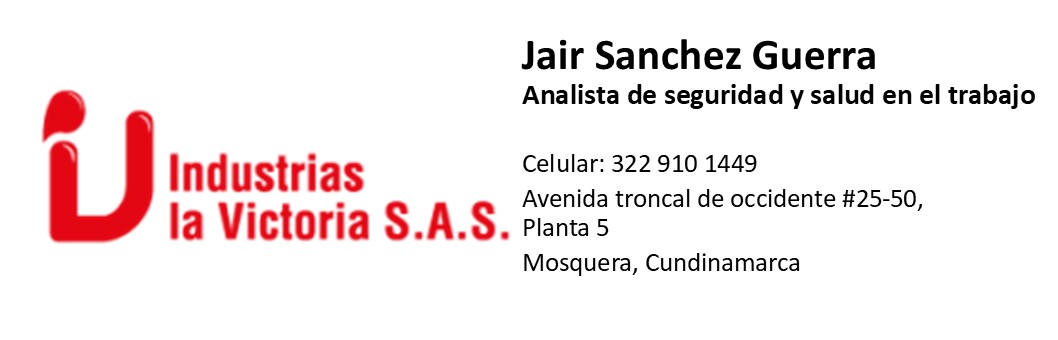 Jair Sanchez Guerra
Analista de seguridad y salud en el trabajo
Industrias
la Victoria S.A.S.
Celular: 322 910 1449
Avenida troncal de occidente #25-50,
Planta 5
Mosquera, Cundinamarca